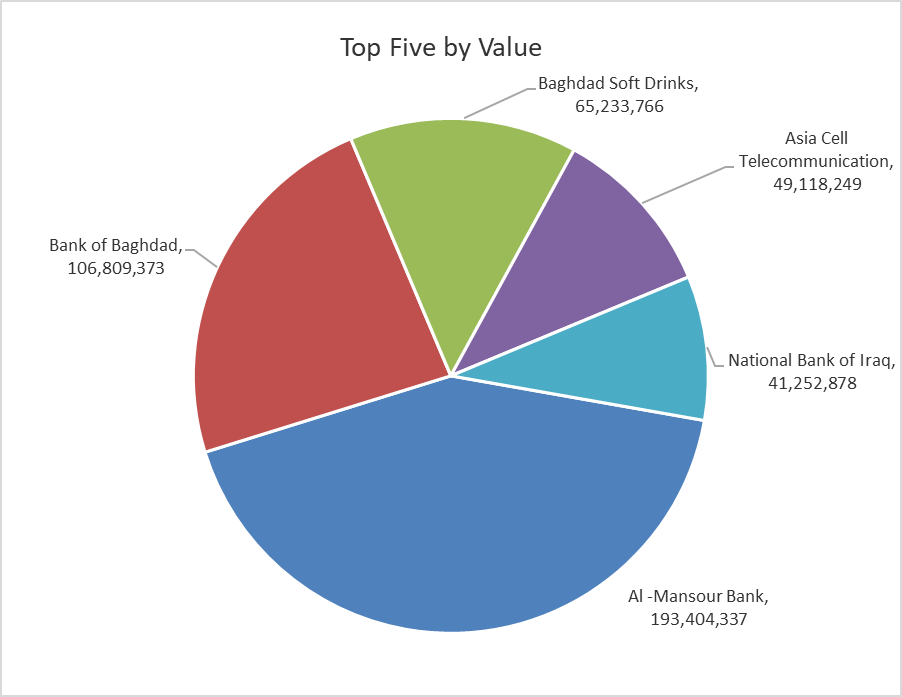 Top Five by Value
Baghdad Soft Drinks,
65,233,766
Asia Cell
Telecommunication,
49,118,249
Bank of Baghdad,
106,809,373
National Bank of Iraq,
41,252,878
Al -Mansour Bank,
193,404,337